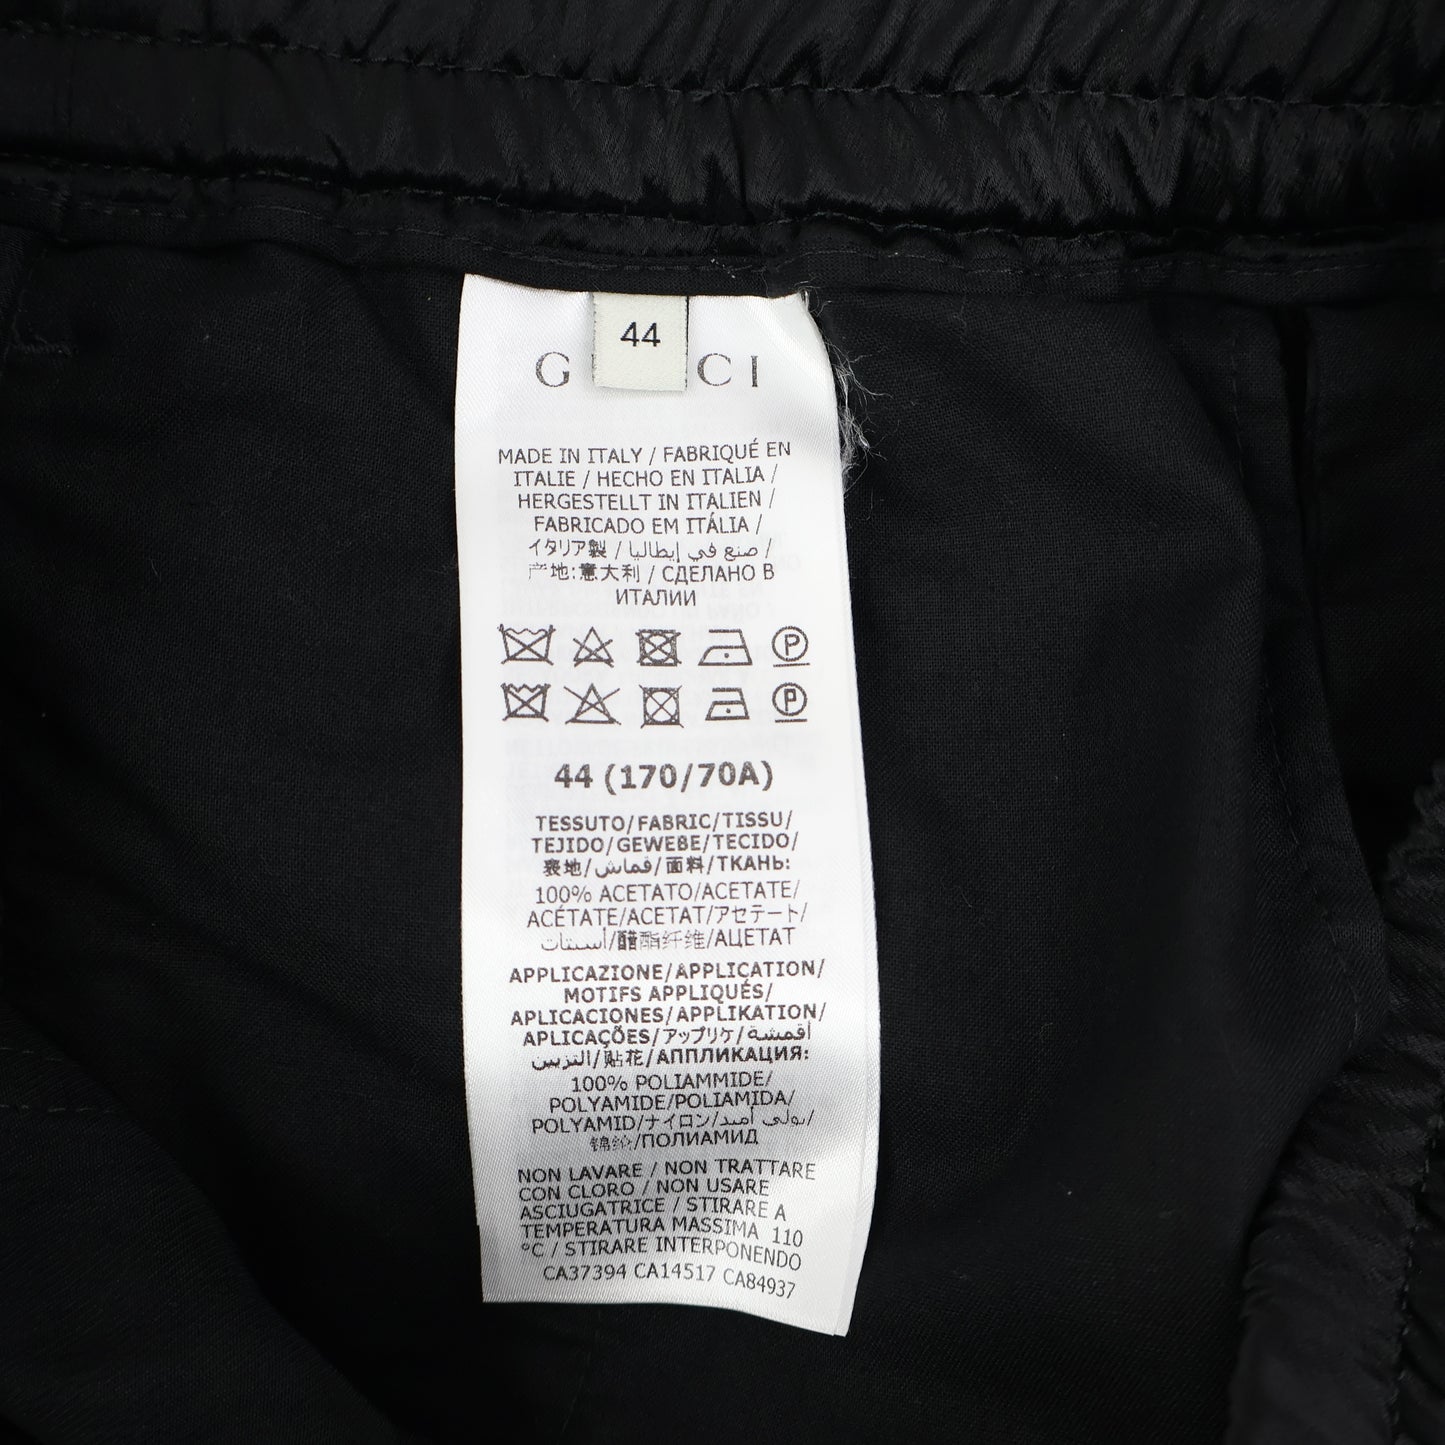 44
G CI
MADE IN ITALY / FABRIQUÉ EN
ITALIE / HECHO EN ITALIA /
HERGESTELLT IN ITALIEN /
FABRICADO EM ITÁLIA /
イタリア製 / صنع في إيطاليا /
产地:意大利 / СДЕЛАНО В
ИТАЛИИ
P
P
44 (170/70A)
TESSUTO/FABRIC/TISSU/
TEJIDO/GEWEBE/TECIDO/
表地/قماش/面料/ТКАНЬ:
100% ACETATO/ACETATE/
ACÉTATE/ACETAT/アセテート/
أسيتات/醋酯纤维/АЦЕТАТ
APPLICAZIONE/APPLICATION/
MOTIFS APPLIQUÉS/
APLICACIONES/APPLIKATION/
APLICAÇÕES/アップリケ/أقمشة
التزيين/贴花/АППЛИКАЦИЯ:
100% POLIAMMIDE/
POLYAMIDE/POLIAMIDA/
POLYAMID/ナイロン/بولي أميد/
锦纶/ПОЛИАМИД
NON LAVARE / NON TRATTARE
CON CLORO / NON USARE
ASCIUGATRICE / STIRARE A
TEMPERATURA MASSIMA 110
°C / STIRARE INTERPONENDO
CA37394 CA14517 CA84937